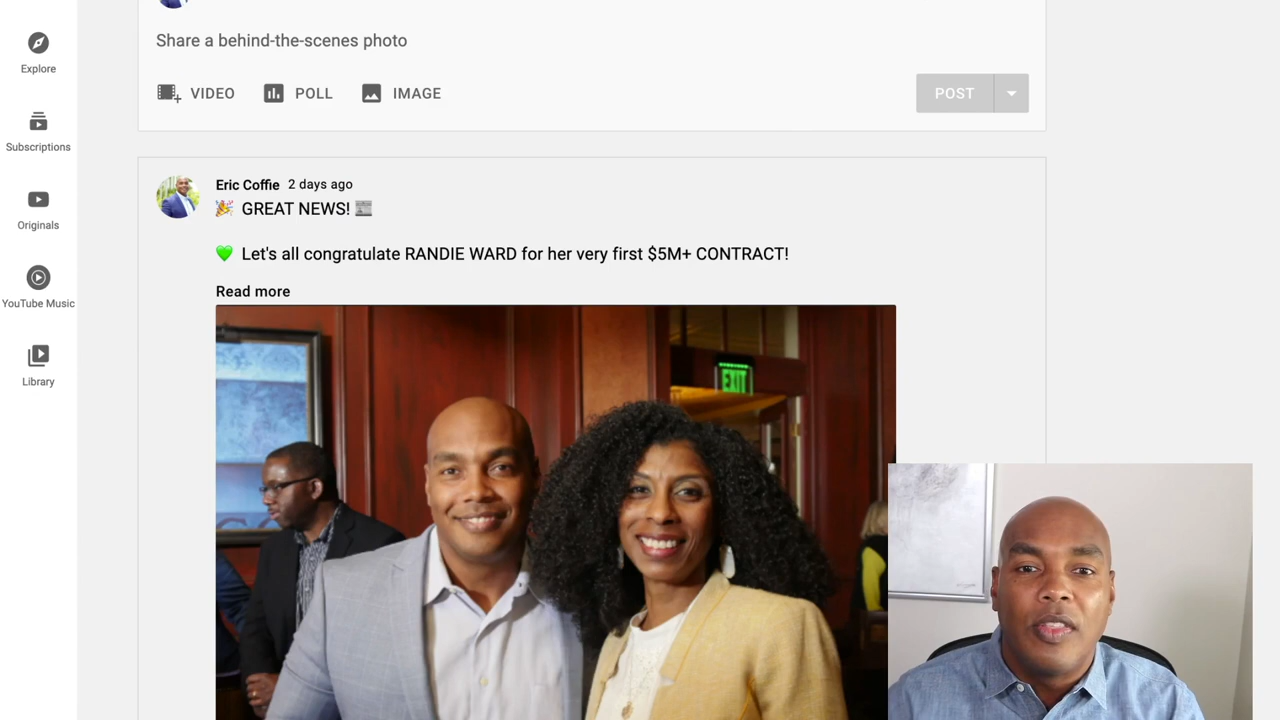 Share a behind-the-scenes photo
VIDEO
POLL
IMAGE
POST
Explore
Subscriptions
Originals
YouTube Music
Library
Eric Coffie 2 days ago
🎉 GREAT NEWS! 📰
💚 Let's all congratulate RANDIE WARD for her very first $5M+ CONTRACT!
Read more
EXIT